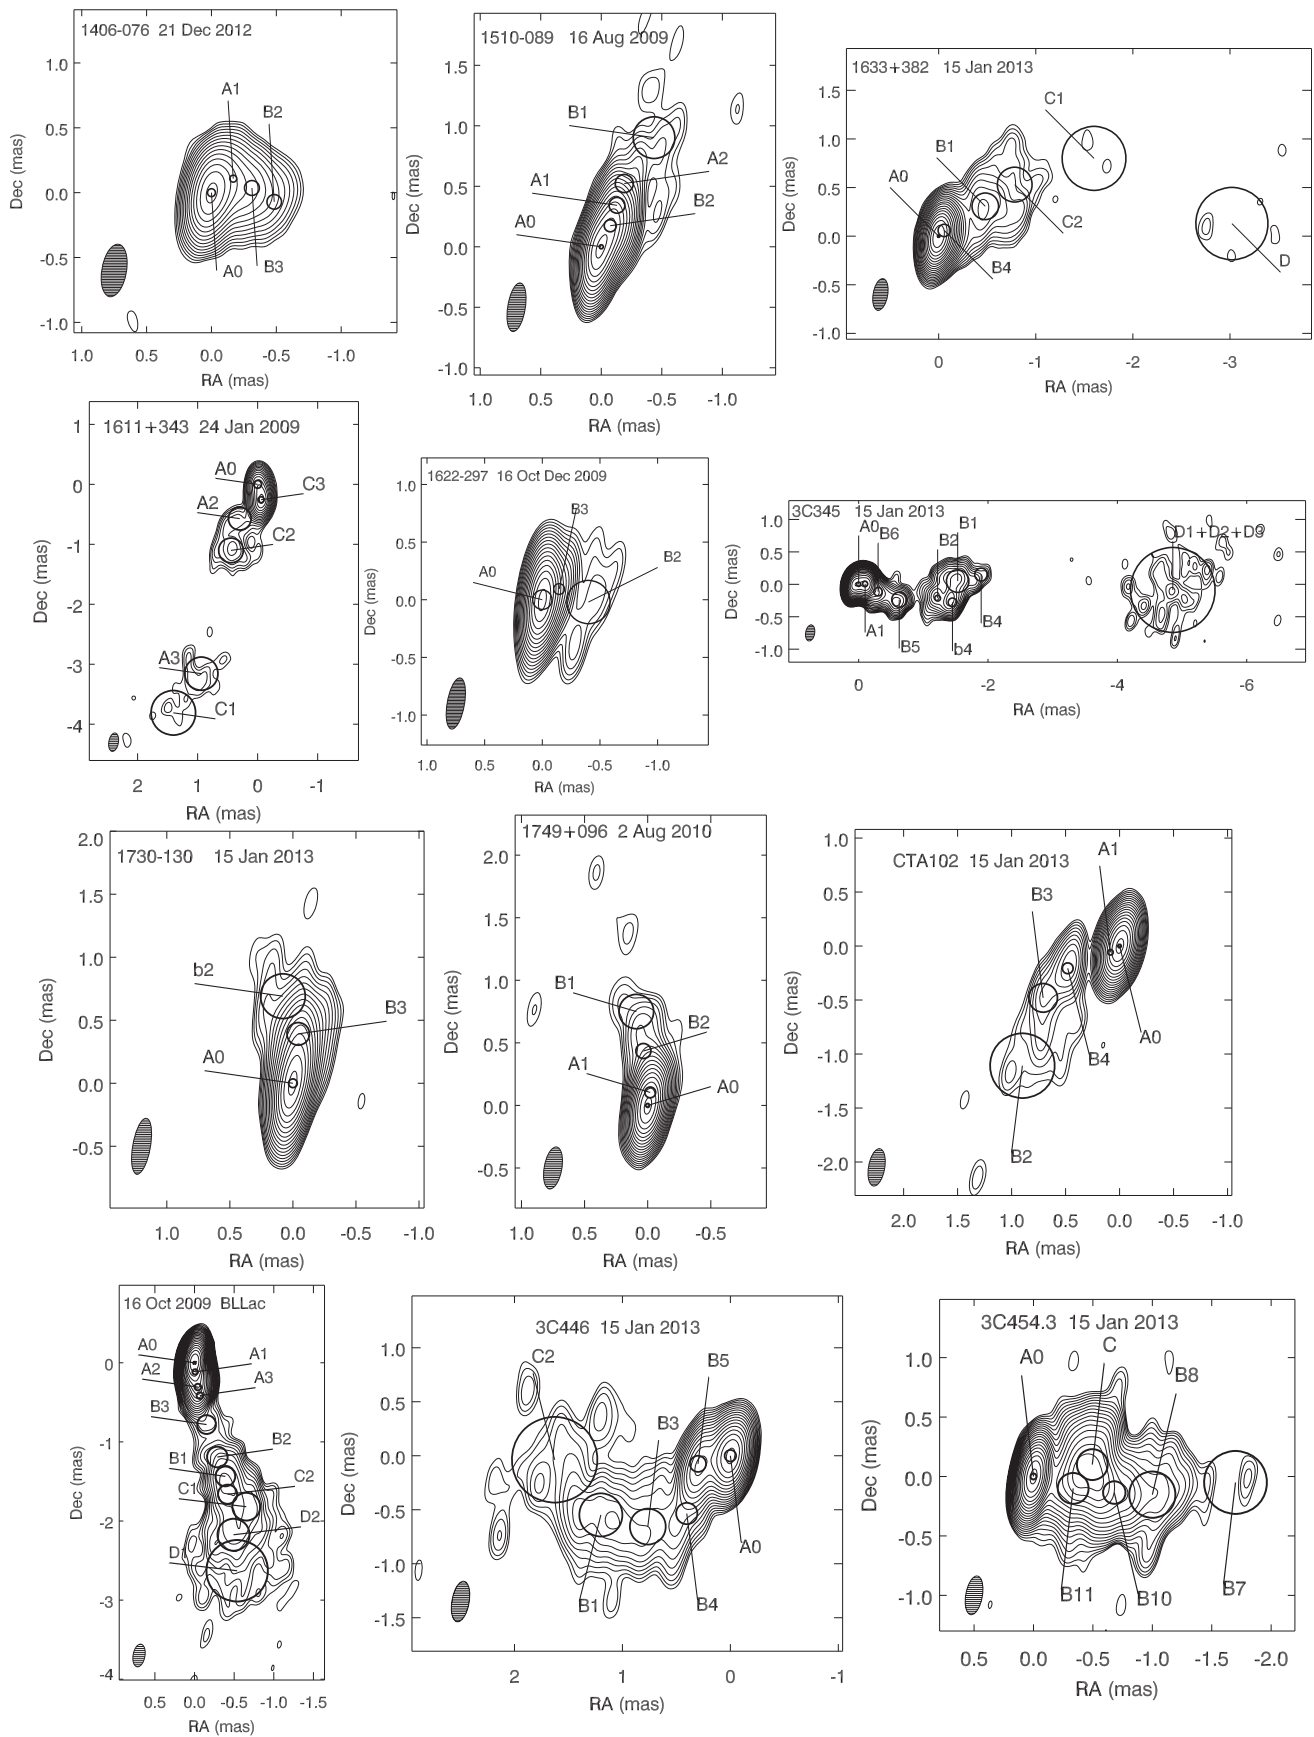 1406-076 21 Dec 2012
A1
B2
A0
B3
1.0
0.5
0.0
-0.5
-1.0
Dec (mas)
1.0 0.5 0.0 -0.5 -1.0
RA (mas)
1510-089 16 Aug 2009
B1
A2
A1
B2
A0
1.5
1.0
0.5
0.0
-0.5
-1.0
Dec (mas)
1.0 0.5 0.0 -0.5 -1.0
RA (mas)
1633+382 15 Jan 2013
C1
B1
A0
C2
B4
D
1.5
1.0
0.5
0.0
-0.5
-1.0
Dec (mas)
0 -1 -2 -3
RA (mas)
1611+343 24 Jan 2009
A0
C3
A2
C2
A3
C1
1
0
-1
-2
-3
-4
Dec (mas)
2 1 0 -1
RA (mas)
1622-297 16 Oct Dec 2009
B3
B2
A0
1.0
0.5
0.0
-0.5
-1.0
Dec (mas)
1.0 0.5 0.0 -0.5 -1.0
RA (mas)
3C345 15 Jan 2013
A0
B6
B2
B1
D1+D2+D3
A1
B5
b4
B4
1.0
0.5
0.0
-0.5
-1.0
Dec (mas)
0 -2 -4 -6
RA (mas)
1730-130 15 Jan 2013
b2
B3
A0
2.0
1.5
1.0
0.5
0.0
-0.5
Dec (mas)
1.0 0.5 0.0 -0.5 -1.0
RA (mas)
1749+096 2 Aug 2010
B1
B2
A1
A0
2.0
1.5
1.0
0.5
0.0
-0.5
Dec (mas)
1.0 0.5 0.0 -0.5
RA (mas)
CTA102 15 Jan 2013
A1
B3
A0
B4
B2
1.0
0.5
0.0
-0.5
-1.0
-1.5
-2.0
Dec (mas)
2.0 1.5 1.0 0.5 0.0 -0.5 -1.0
RA (mas)
16 Oct 2009 BLLac
A0
A1
A2
A3
B3
B2
B1
C2
C1
D2
D1
0
-1
-2
-3
-4
Dec (mas)
0.5 0.0 -0.5 -1.0 -1.5
RA (mas)
3C446 15 Jan 2013
C2
B5
B3
A0
B1
B4
1.0
0.5
0.0
-0.5
-1.0
-1.5
Dec (mas)
2 1 0 -1
RA (mas)
3C454.3 15 Jan 2013
A0
C
B8
B11
B10
B7
1.0
0.5
0.0
-0.5
-1.0
Dec (mas)
0.5 0.0 -0.5 -1.0 -1.5 -2.0
RA (mas)